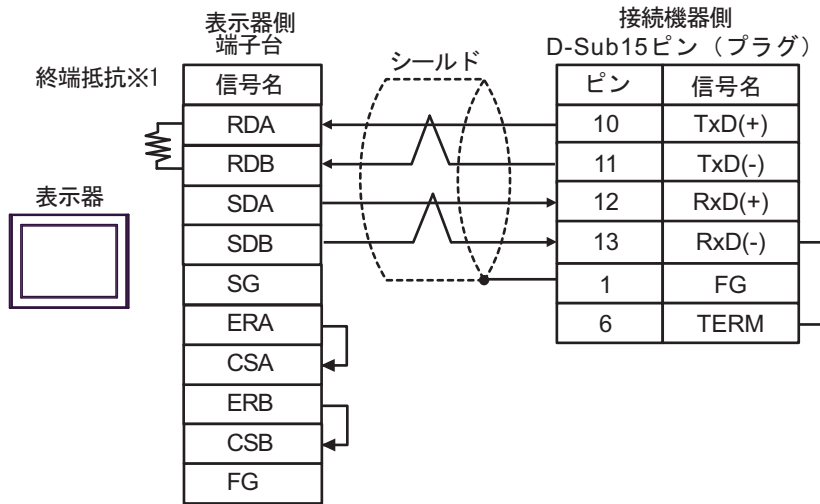 表示器側
端子台
接続機器側
D-Sub15ピン（プラグ）
終端抵抗※1
シールド
信号名
ピン 信号名
RDA 10 TxD(+)
RDB 11 TxD(-)
表示器
SDA 12 RxD(+)
SDB 13 RxD(-)
SG 1 FG
ERA 6 TERM
CSA
ERB
CSB
FG